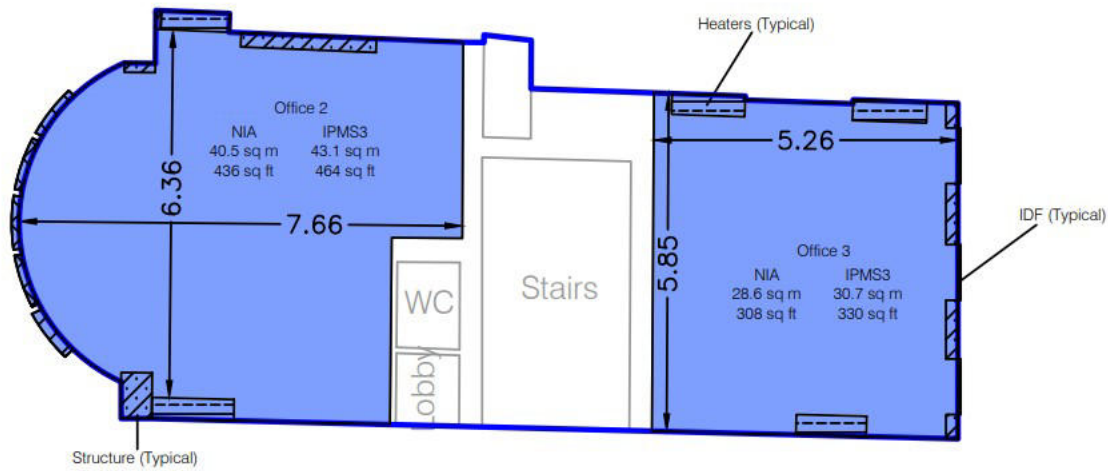 Heaters (Typical)
Office 2
NIA IPMS3
40.5 sq m 43.1 sq m
436 sq ft 464 sq ft
6.36
7.66
5.26
5.85
IDF (Typical)
Office 3
NIA IPMS3
28.6 sq m 30.7 sq m
308 sq ft 330 sq ft
Stairs
WC
Lobby
Structure (Typical)